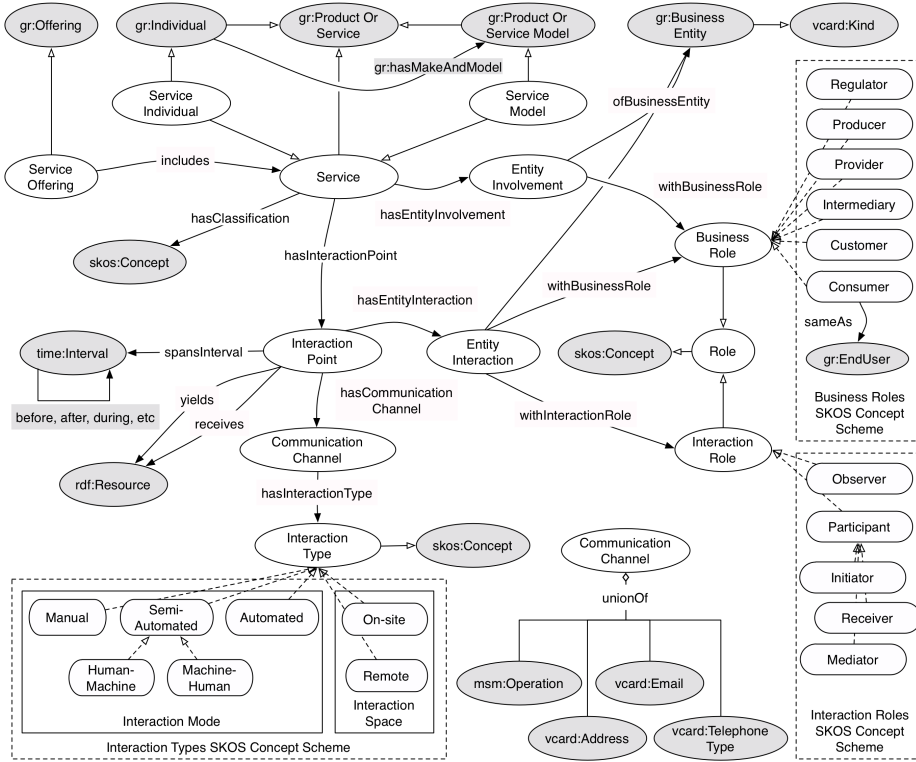 gr:Offering
gr:Individual
gr:Product Or
Service
gr:Product Or
Service Model
gr:Business
Entity
vcard:Kind
gr:hasMakeAndModel
Service
Individual
Service
Model
ofBusinessEntity
Regulator
Producer
Provider
Intermediary
Customer
Consumer
sameAs
gr:EndUser
Business Roles
SKOS Concept
Scheme
Service
Offering
includes
Service
Entity
Involvement
hasEntityInvolvement
withBusinessRole
hasClassification
skos:Concept
Business
Role
hasInteractionPoint
withBusinessRole
hasEntityInteraction
time:Interval
spansInterval
Interaction
Point
Entity
Interaction
skos:Concept
Role
before, after, during, etc
yields
receives
hasCommunication
Channel
withInteractionRole
Communication
Channel
Interaction
Role
rdf:Resource
hasInteractionType
Observer
Participant
Initiator
Receiver
Mediator
Interaction Roles
SKOS Concept
Scheme
Interaction
Type
skos:Concept
Communication
Channel
unionOf
msm:Operation
vcard:Email
vcard:Address
vcard:Telephone
Type
Manual
Semi-
Automated
Automated
On-site
Human-
Machine
Machine-
Human
Remote
Interaction Mode
Interaction
Space
Interaction Types SKOS Concept Scheme